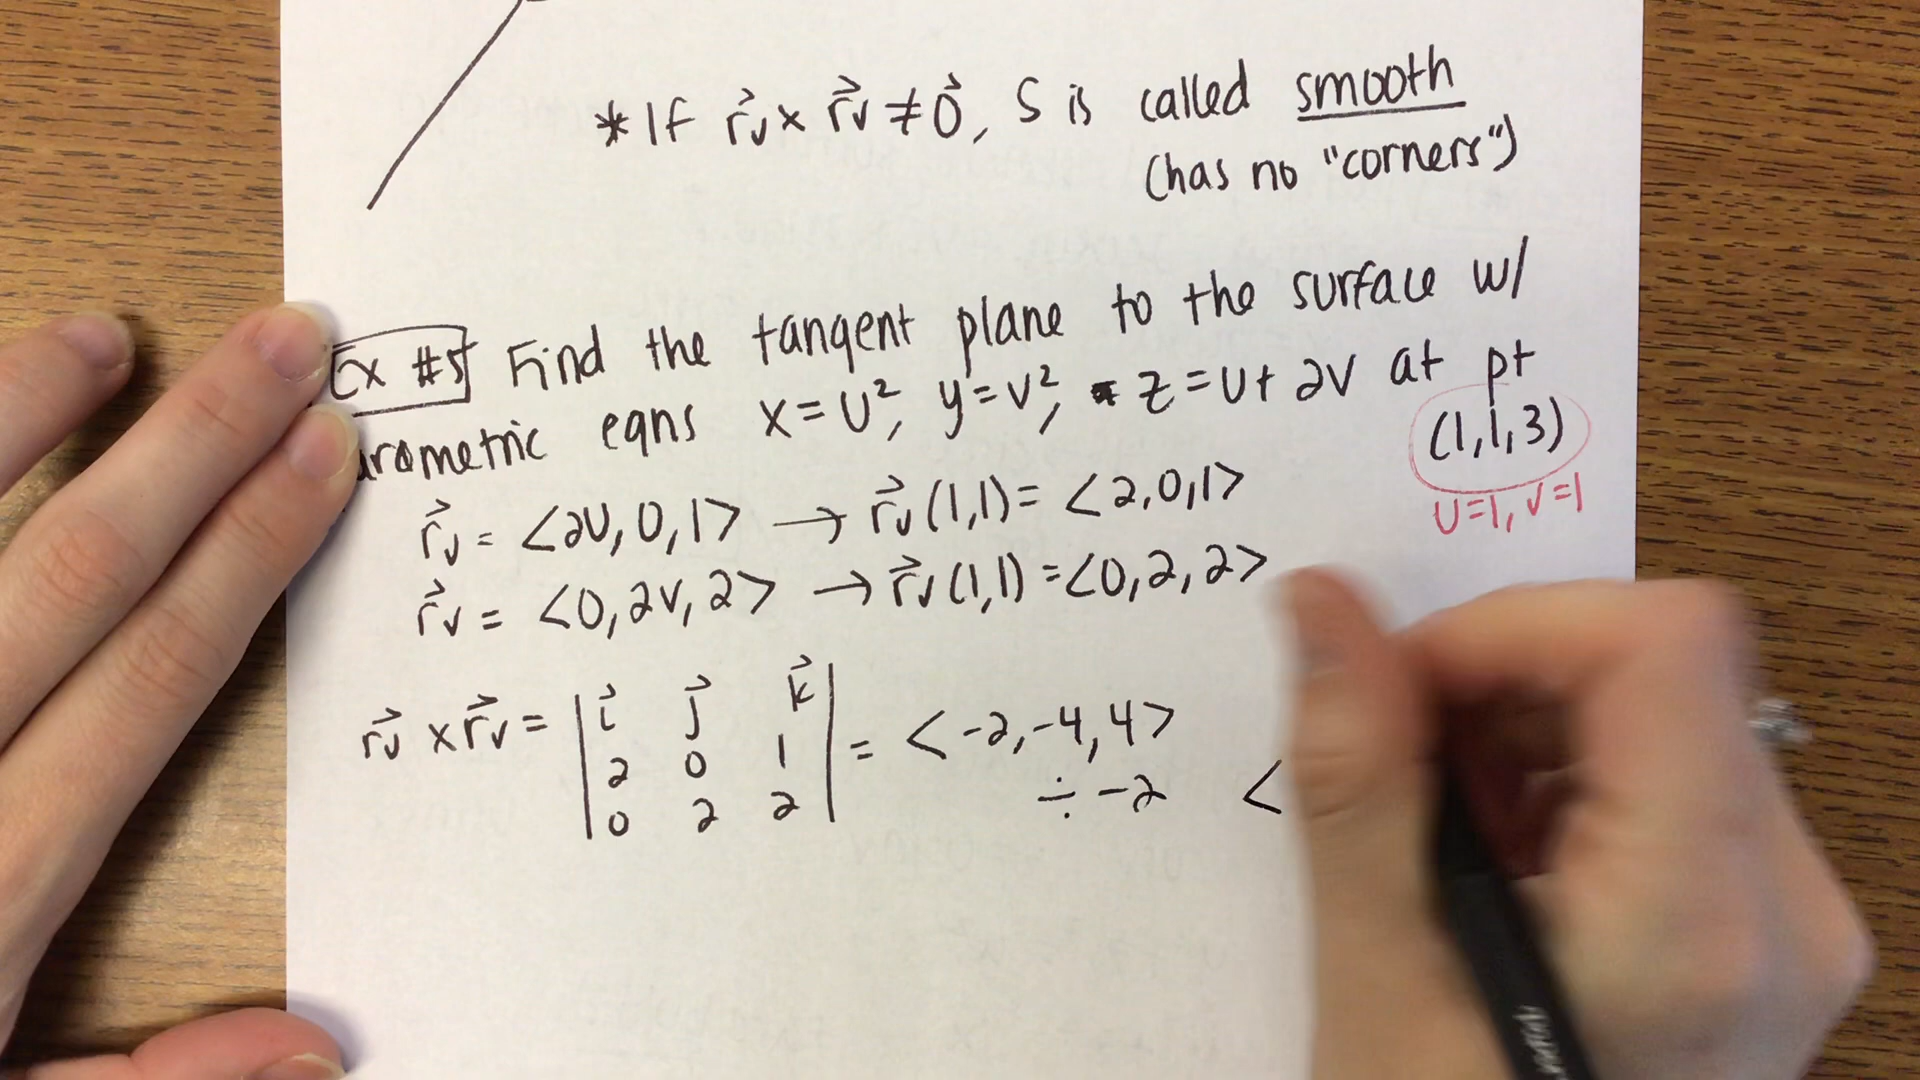 *If r⃗ᵤ × r⃗ᵥ ≠ 0⃗, S is called smooth
(has no "corners")
Ex #5 Find the tangent plane to the surface w/
arametric eqns x = u², y = v², z = u + 2v at pt
(1,1,3)
u=1, v=1
r⃗ᵤ = <2u, 0, 1> → r⃗ᵤ(1,1) = <2,0,1>
r⃗ᵥ = <0, 2v, 2> → r⃗ᵥ(1,1) = <0,2,2>
r⃗ᵤ × r⃗ᵥ = | i⃗ j⃗ k⃗ | = <-2,-4,4>
2 0 1
0 2 2
÷ -2 <